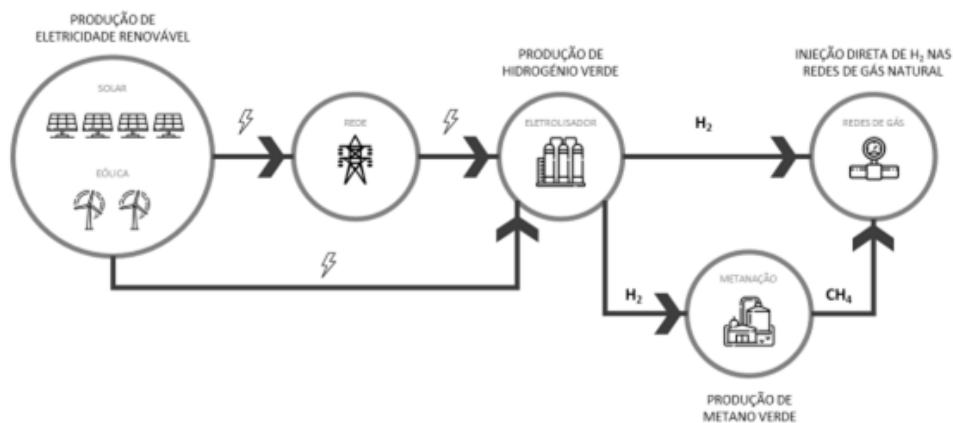 PRODUÇÃO DE
ELETRICIDADE RENOVÁVEL
SOLAR
EÓLICA
REDE
PRODUÇÃO DE
HIDROGÉNIO VERDE
ELETROLISADOR
H₂
INJEÇÃO DIRETA DE H₂ NAS
REDES DE GÁS NATURAL
REDES DE GÁS
H₂
METANAÇÃO
CH₄
PRODUÇÃO DE
METANO VERDE